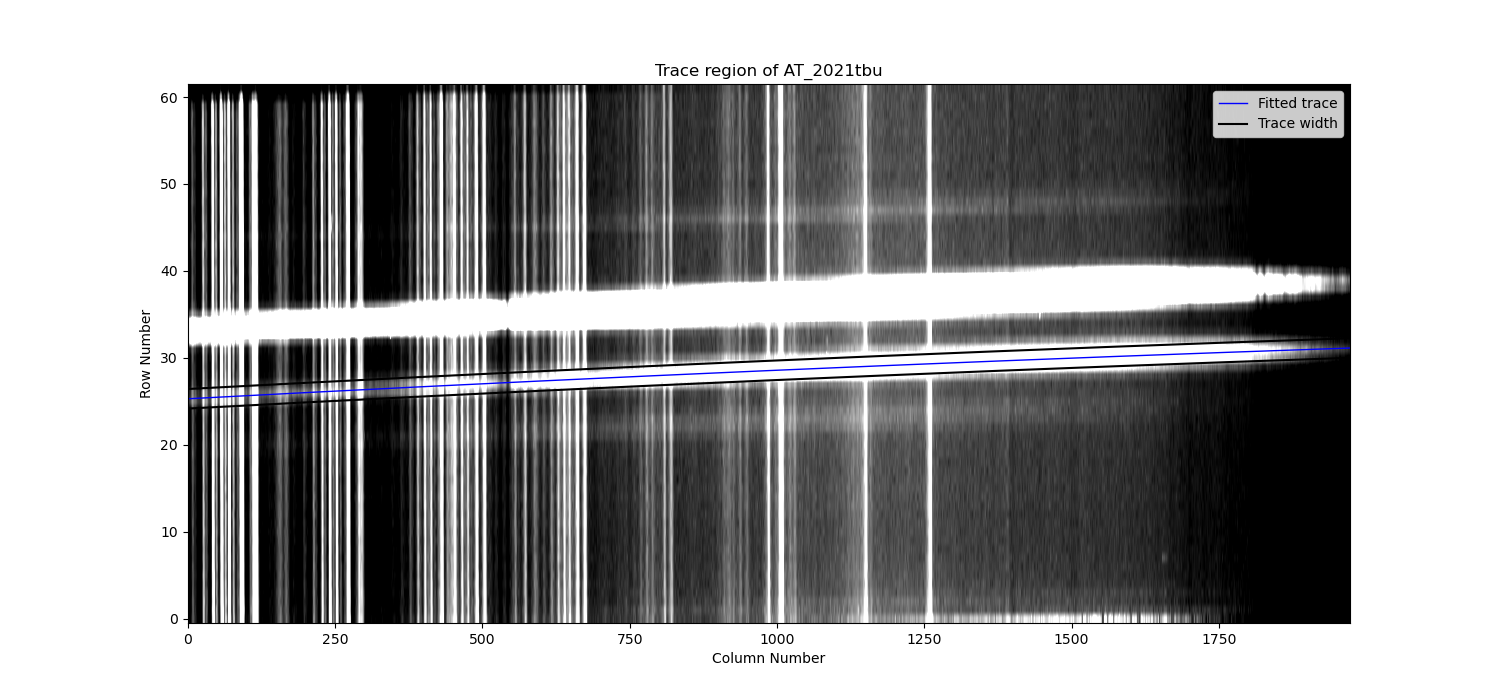 Trace region of AT_2021tbu
Fitted trace
Trace width
60
50
40
30
20
10
0
Row Number
0 250 500 750 1000 1250 1500 1750
Column Number